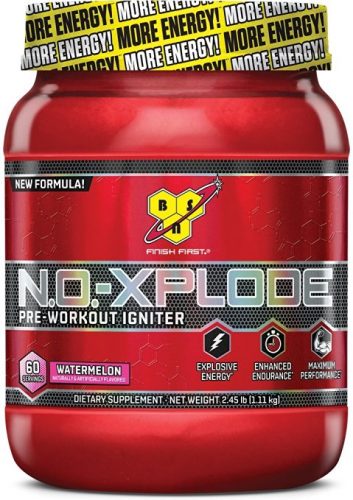 MORE ENERGY! MORE ENERGY! MORE ENERGY!
NEW FORMULA!
BSN
FINISH FIRST.®
N.O.-XPLODE
PRE-WORKOUT IGNITER
60
SERVINGS
WATERMELON
NATURALLY & ARTIFICIALLY FLAVORED
EXPLOSIVE
ENERGY*
ENHANCED
ENDURANCE*
MAXIMUM
PERFORMANCE*
DIETARY SUPPLEMENT - NET WEIGHT 2.45 lb (1.11 kg)